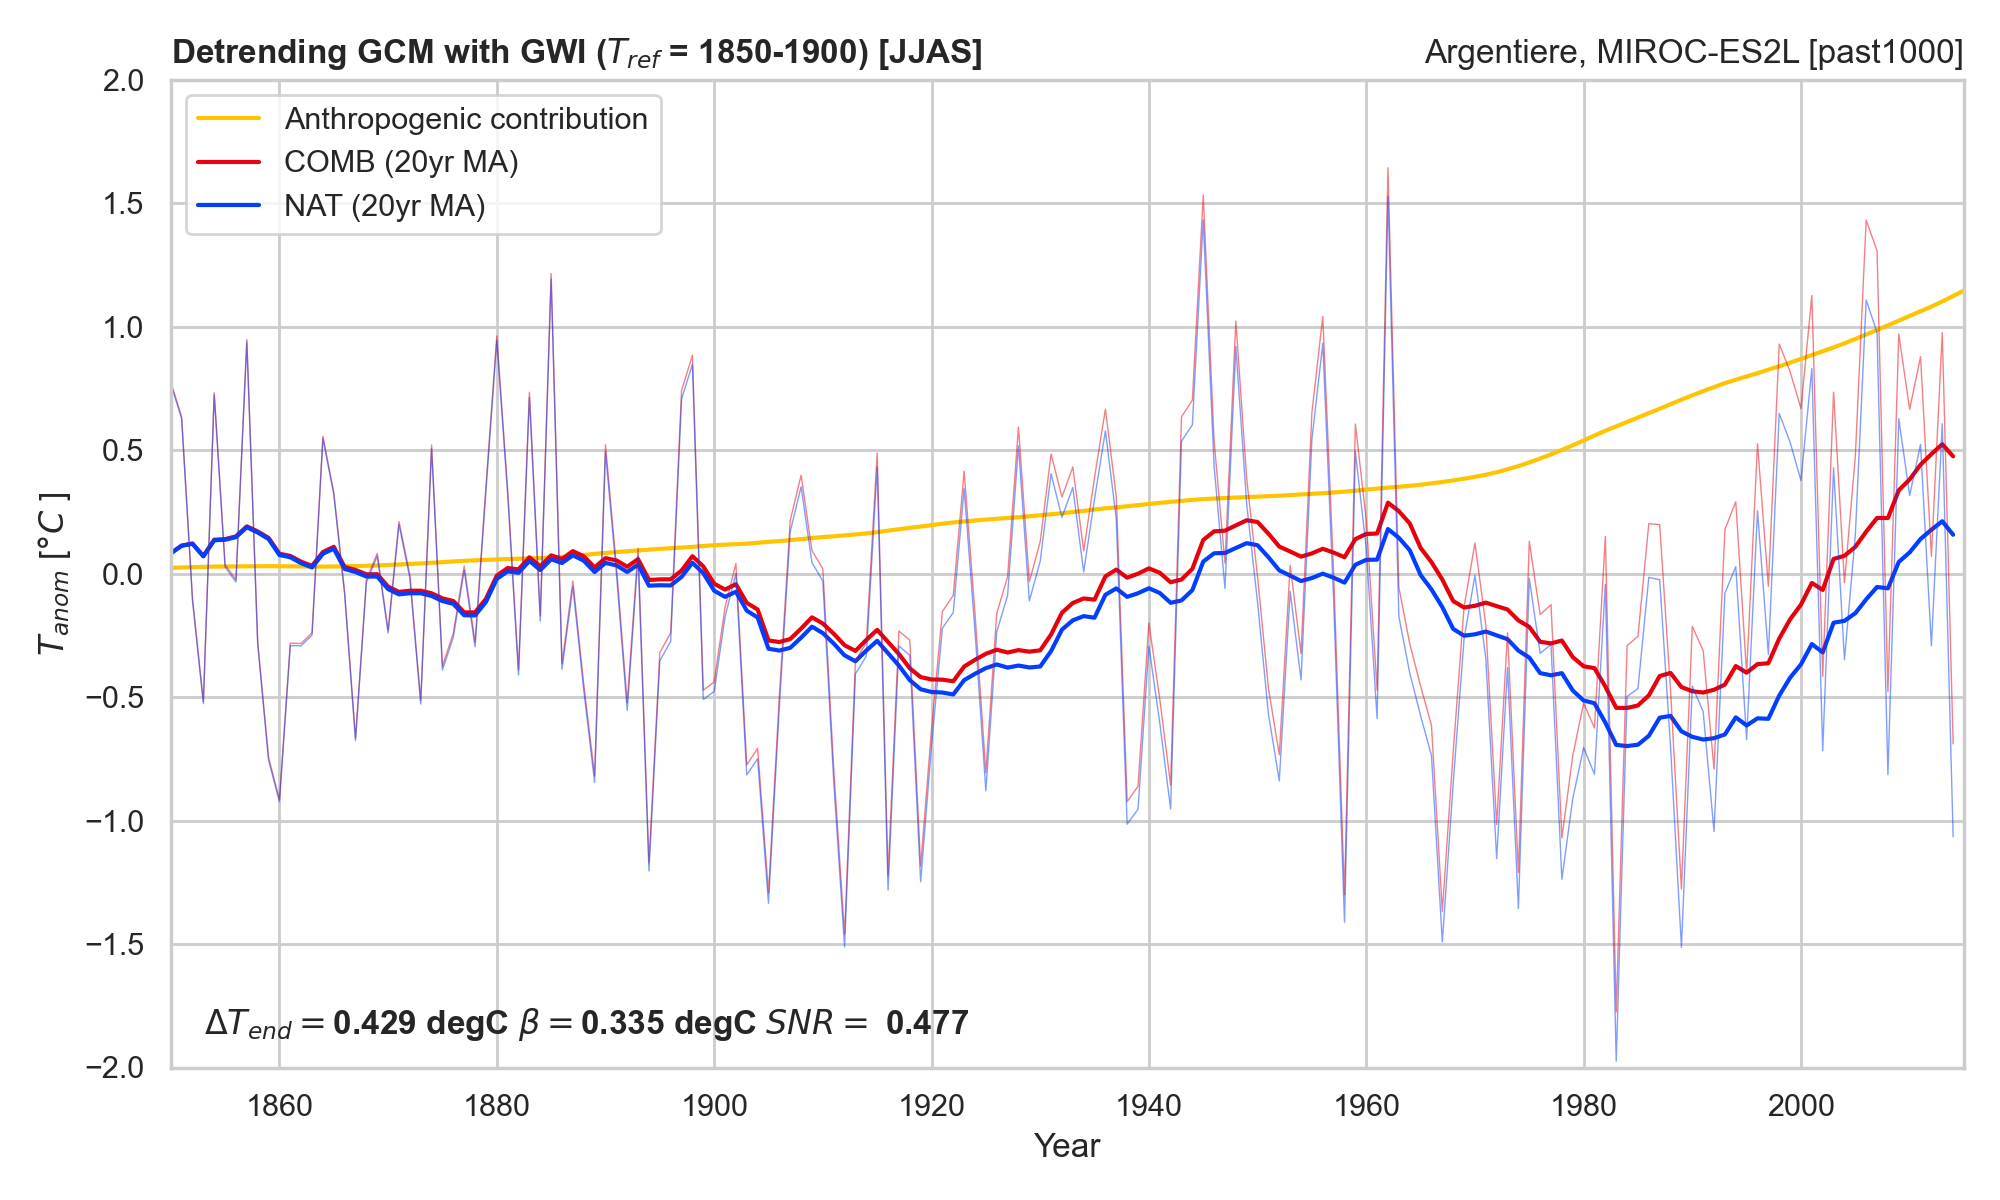 Detrending GCM with GWI (T_ref = 1850-1900) [JJAS]
Argentiere, MIROC-ES2L [past1000]
2.0
1.5
1.0
0.5
0.0
−0.5
−1.0
−1.5
−2.0
T_anom [°C]
Anthropogenic contribution
COMB (20yr MA)
NAT (20yr MA)
ΔT_end = 0.429 degC β = 0.335 degC SNR = 0.477
1860 1880 1900 1920 1940 1960 1980 2000
Year